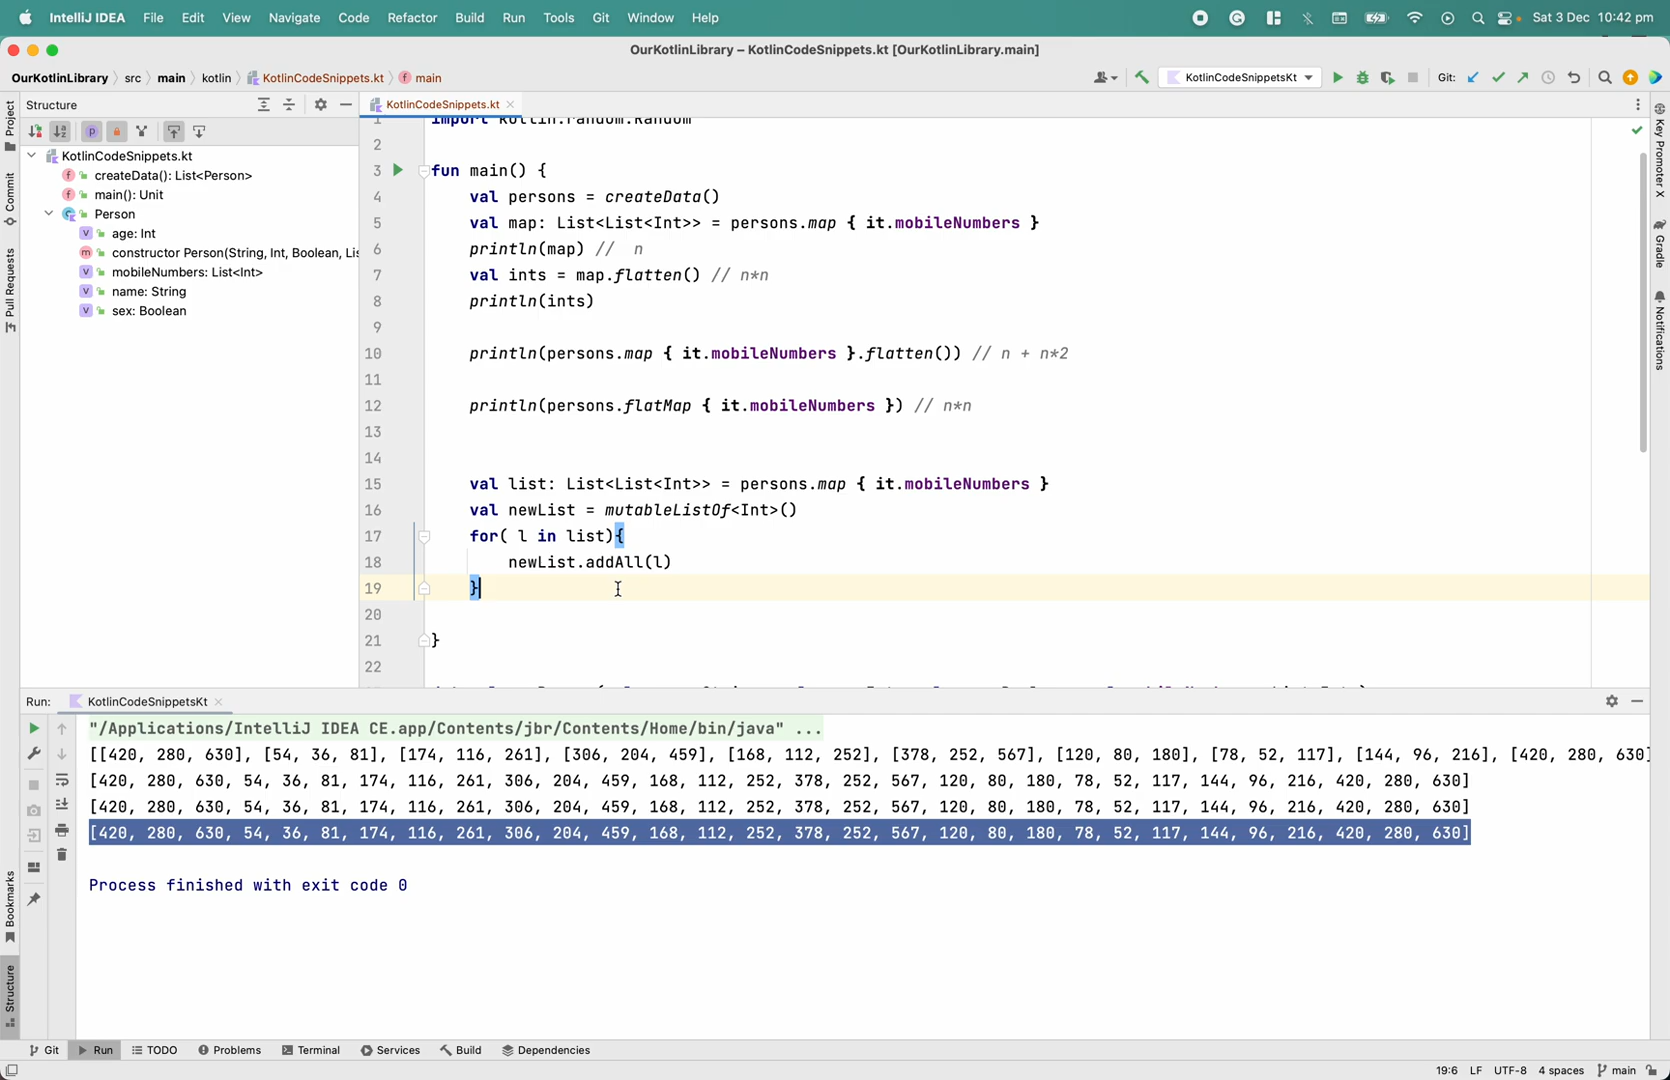 IntelliJ IDEA File Edit View Navigate Code Refactor Build Run Tools Git Window Help Sat 3 Dec 10:42 pm
OurKotlinLibrary – KotlinCodeSnippets.kt [OurKotlinLibrary.main]
OurKotlinLibrary src main kotlin KotlinCodeSnippets.kt main KotlinCodeSnippetsKt Git:
Structure
KotlinCodeSnippets.kt
Project
Commit
Pull Requests
Bookmarks
Structure
KotlinCodeSnippets.kt
createData(): List<Person>
main(): Unit
Person
age: Int
constructor Person(String, Int, Boolean, Lis
mobileNumbers: List<Int>
name: String
sex: Boolean
1 import kotlin.random.Random
2
3 fun main() {
4 val persons = createData()
5 val map: List<List<Int>> = persons.map { it.mobileNumbers }
6 println(map) // n
7 val ints = map.flatten() // n*n
8 println(ints)
9
10 println(persons.map { it.mobileNumbers }.flatten()) // n + n*2
11
12 println(persons.flatMap { it.mobileNumbers }) // n*n
13
14
15 val list: List<List<Int>> = persons.map { it.mobileNumbers }
16 val newList = mutableListOf<Int>()
17 for( l in list){
18 newList.addAll(l)
19 }
20
21 }
22
Key Promoter X
Gradle
Notifications
Run: KotlinCodeSnippetsKt
"/Applications/IntelliJ IDEA CE.app/Contents/jbr/Contents/Home/bin/java" ...
[[420, 280, 630], [54, 36, 81], [174, 116, 261], [306, 204, 459], [168, 112, 252], [378, 252, 567], [120, 80, 180], [78, 52, 117], [144, 96, 216], [420, 280, 630]
[420, 280, 630, 54, 36, 81, 174, 116, 261, 306, 204, 459, 168, 112, 252, 378, 252, 567, 120, 80, 180, 78, 52, 117, 144, 96, 216, 420, 280, 630]
[420, 280, 630, 54, 36, 81, 174, 116, 261, 306, 204, 459, 168, 112, 252, 378, 252, 567, 120, 80, 180, 78, 52, 117, 144, 96, 216, 420, 280, 630]
[420, 280, 630, 54, 36, 81, 174, 116, 261, 306, 204, 459, 168, 112, 252, 378, 252, 567, 120, 80, 180, 78, 52, 117, 144, 96, 216, 420, 280, 630]
Process finished with exit code 0
Git Run TODO Problems Terminal Services Build Dependencies
19:6 LF UTF-8 4 spaces main